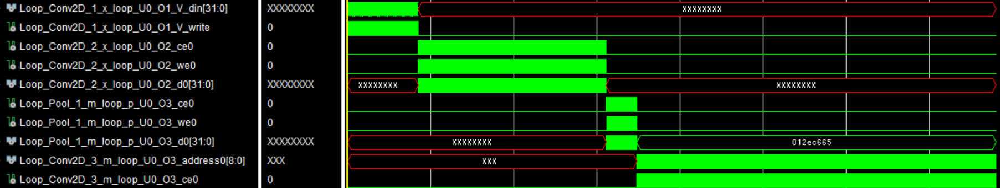 Loop_Conv2D_1_x_loop_U0_O1_V_din[31:0] XXXXXXXX XXXXXXXX
Loop_Conv2D_1_x_loop_U0_O1_V_write 0
Loop_Conv2D_2_x_loop_U0_O2_ce0 0
Loop_Conv2D_2_x_loop_U0_O2_we0 0
Loop_Conv2D_2_x_loop_U0_O2_d0[31:0] XXXXXXXX XXXXXXXX XXXXXXXX
Loop_Pool_1_m_loop_p_U0_O3_ce0 0
Loop_Pool_1_m_loop_p_U0_O3_we0 0
Loop_Pool_1_m_loop_p_U0_O3_d0[31:0] XXXXXXXX XXXXXXXX 012ec665
Loop_Conv2D_3_m_loop_U0_O3_address0[8:0] XXX XXX
Loop_Conv2D_3_m_loop_U0_O3_ce0 0